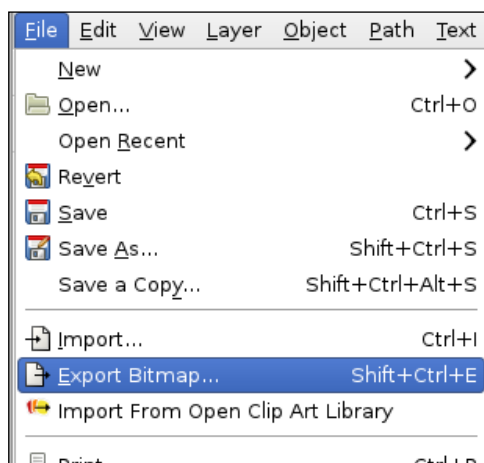 File Edit View Layer Object Path Text
New
Open... Ctrl+O
Open Recent
Revert
Save Ctrl+S
Save As... Shift+Ctrl+S
Save a Copy... Shift+Ctrl+Alt+S
Import... Ctrl+I
Export Bitmap... Shift+Ctrl+E
Import From Open Clip Art Library